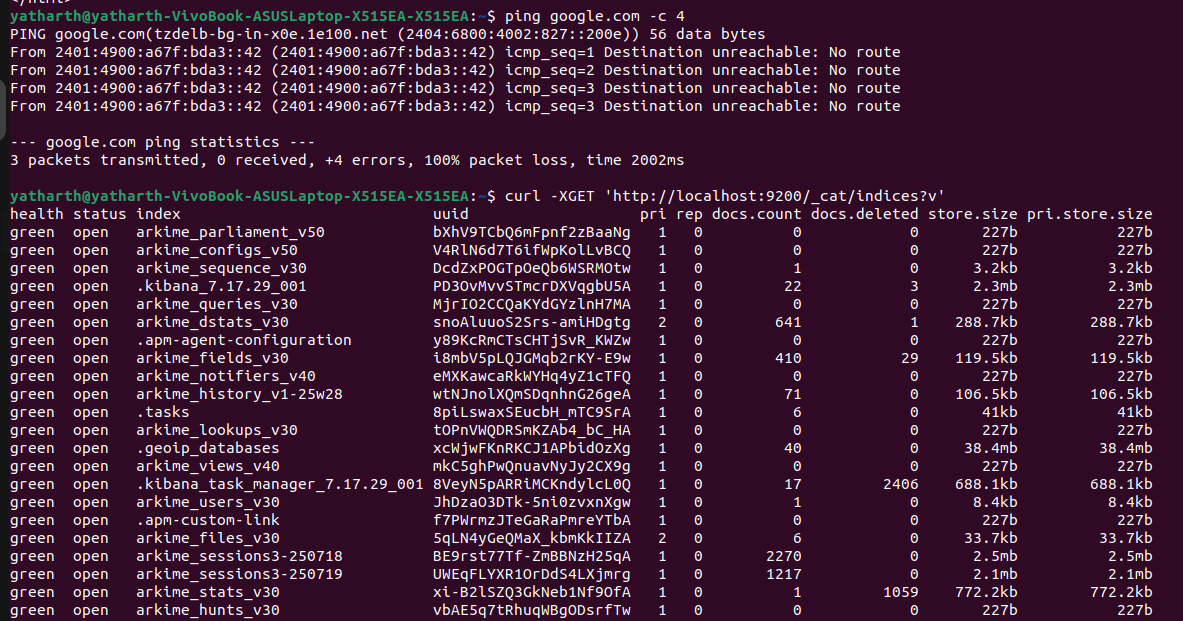 </html>
yatharth@yatharth-VivoBook-ASUSLaptop-X515EA-X515EA:~$ ping google.com -c 4
PING google.com(tzdelb-bg-in-x0e.1e100.net (2404:6800:4002:827::200e)) 56 data bytes
From 2401:4900:a67f:bda3::42 (2401:4900:a67f:bda3::42) icmp_seq=1 Destination unreachable: No route
From 2401:4900:a67f:bda3::42 (2401:4900:a67f:bda3::42) icmp_seq=2 Destination unreachable: No route
From 2401:4900:a67f:bda3::42 (2401:4900:a67f:bda3::42) icmp_seq=3 Destination unreachable: No route
From 2401:4900:a67f:bda3::42 (2401:4900:a67f:bda3::42) icmp_seq=3 Destination unreachable: No route
--- google.com ping statistics ---
3 packets transmitted, 0 received, +4 errors, 100% packet loss, time 2002ms
yatharth@yatharth-VivoBook-ASUSLaptop-X515EA-X515EA:~$ curl -XGET 'http://localhost:9200/_cat/indices?v'
health status index uuid pri rep docs.count docs.deleted store.size pri.store.size
green open arkime_parliament_v50 bXhV9TCbQ6mFpnf2zBaaNg 1 0 0 0 227b 227b
green open arkime_configs_v50 V4RlN6d7T6ifWpKolLvBCQ 1 0 0 0 227b 227b
green open arkime_sequence_v30 DcdZxPOGTpOeQb6WSRMOtw 1 0 1 0 3.2kb 3.2kb
green open .kibana_7.17.29_001 PD3OvMvvSTmcrDXVqgbU5A 1 0 22 3 2.3mb 2.3mb
green open arkime_queries_v30 MjrIO2CCQaKYdGYzlnH7MA 1 0 0 0 227b 227b
green open arkime_dstats_v30 snoAluuoS2Srs-amiHDgtg 2 0 641 1 288.7kb 288.7kb
green open .apm-agent-configuration y89KcRmCTsCHTjSvR_KWZw 1 0 0 0 227b 227b
green open arkime_fields_v30 i8mbV5pLQJGMqb2rKY-E9w 1 0 410 29 119.5kb 119.5kb
green open arkime_notifiers_v40 eMXKawcaRkWYHq4yZ1cTFQ 1 0 0 0 227b 227b
green open arkime_history_v1-25w28 wtNJnolXQmSDqnhnG26geA 1 0 71 0 106.5kb 106.5kb
green open .tasks 8piLswaxSEucbH_mTC9SrA 1 0 6 0 41kb 41kb
green open arkime_lookups_v30 tOPnVWQDRSmKZAb4_bC_HA 1 0 0 0 227b 227b
green open .geoip_databases xcWjwFKnRKCJ1APbidOzXg 1 0 40 0 38.4mb 38.4mb
green open arkime_views_v40 mkC5ghPwQnuavNyJy2CX9g 1 0 0 0 227b 227b
green open .kibana_task_manager_7.17.29_001 8VeyN5pARRiMCKndylcL0Q 1 0 17 2406 688.1kb 688.1kb
green open arkime_users_v30 JhDzaO3DTk-5ni0zvxnXgw 1 0 1 0 8.4kb 8.4kb
green open .apm-custom-link f7PWrmzJTeGaRaPmreYTbA 1 0 0 0 227b 227b
green open arkime_files_v30 5qLN4yGeQMaX_kbmKkIIZA 2 0 6 0 33.7kb 33.7kb
green open arkime_sessions3-250718 BE9rst77Tf-ZmBBNzH25qA 1 0 2270 0 2.5mb 2.5mb
green open arkime_sessions3-250719 UWEqFLYXR1OrDdS4LXjmrg 1 0 1217 0 2.1mb 2.1mb
green open arkime_stats_v30 xi-B2lSZQ3GkNeb1Nf9OfA 1 0 1 1059 772.2kb 772.2kb
green open arkime_hunts_v30 vbAE5q7tRhuqWBgODsrfTw 1 0 0 0 227b 227b